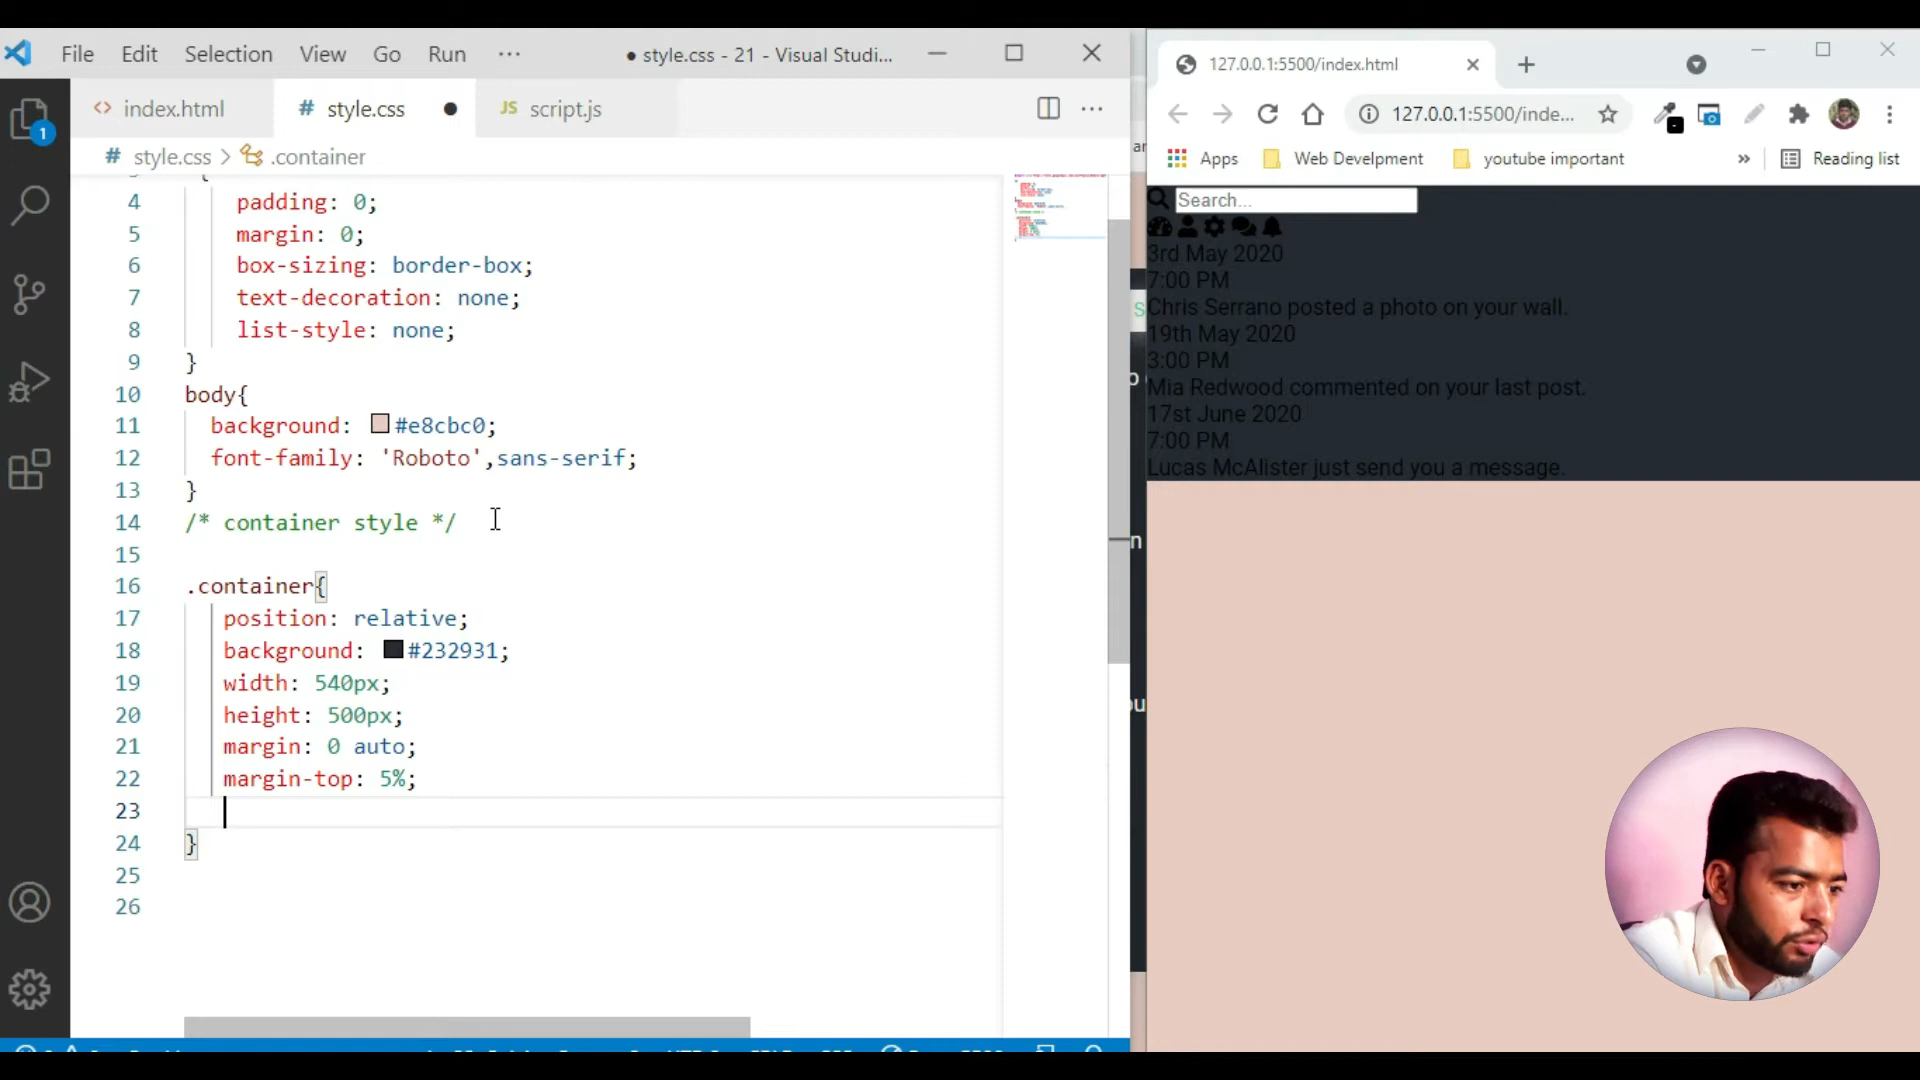 File Edit Selection View Go Run ··· ● style.css - 21 - Visual Studi...
index.html
# style.css ●
JS script.js
# style.css > .container
4 padding: 0;
5 margin: 0;
6 box-sizing: border-box;
7 text-decoration: none;
8 list-style: none;
9 }
10 body{
11 background: #e8cbc0;
12 font-family: 'Roboto',sans-serif;
13 }
14 /* container style */
15
16 .container{
17 position: relative;
18 background: #232931;
19 width: 540px;
20 height: 500px;
21 margin: 0 auto;
22 margin-top: 5%;
23
24 }
25
26
1
127.0.0.1:5500/index.html
127.0.0.1:5500/inde...
Apps Web Develpment youtube important » Reading list
Search...
3rd May 2020
7:00 PM
Chris Serrano posted a photo on your wall.
19th May 2020
3:00 PM
Mia Redwood commented on your last post.
17st June 2020
7:00 PM
Lucas McAlister just send you a message.